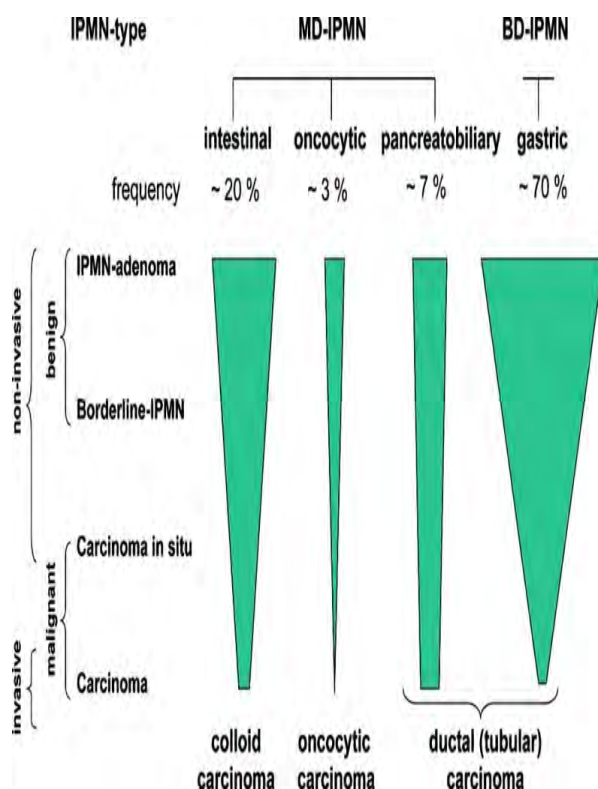 IPMN-type MD-IPMN BD-IPMN
intestinal oncocytic pancreatobiliary gastric
frequency ~ 20 % ~ 3 % ~ 7 % ~ 70 %
non-invasive
benign
IPMN-adenoma
Borderline-IPMN
Carcinoma in situ
malignant
invasive
Carcinoma
colloid oncocytic ductal (tubular)
carcinoma carcinoma carcinoma